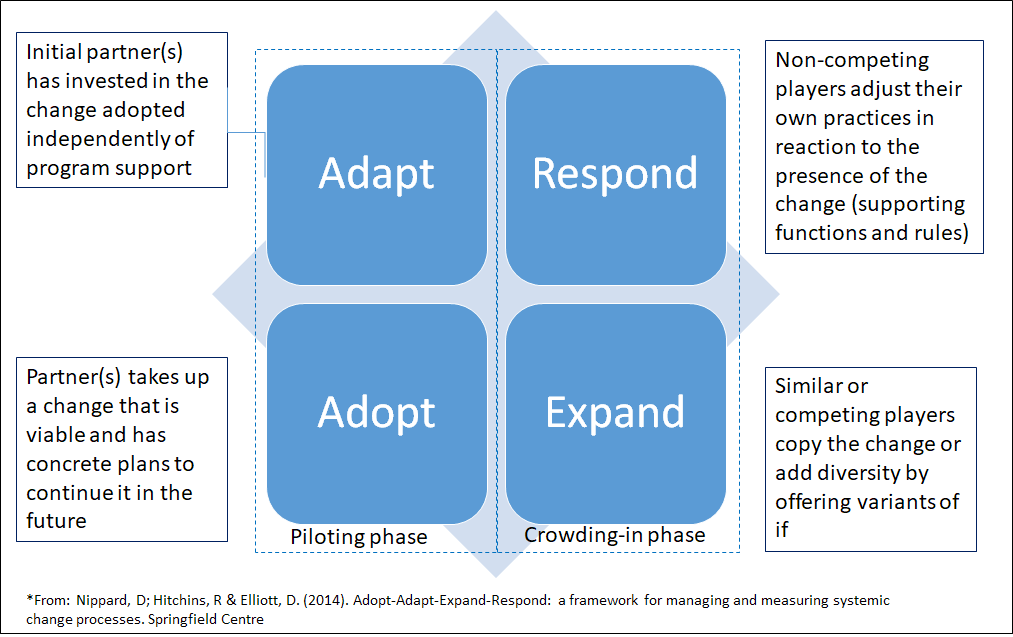 Initial partner(s)
has invested in the
change adopted
independently of
program support
Adapt
Respond
Non-competing
players adjust their
own practices in
reaction to the
presence of the
change (supporting
functions and rules)
Partner(s) takes up
a change that is
viable and has
concrete plans to
continue it in the
future
Adopt
Expand
Similar or
competing players
copy the change or
add diversity by
offering variants of
if
Piloting phase
Crowding-in phase
*From: Nippard, D; Hitchins, R & Elliott, D. (2014). Adopt-Adapt-Expand-Respond: a framework for managing and measuring systemic
change processes. Springfield Centre